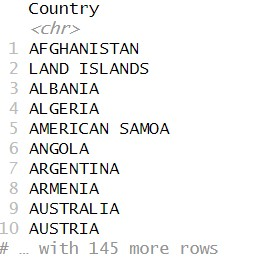 Country
<chr>
1 AFGHANISTAN
2 LAND ISLANDS
3 ALBANIA
4 ALGERIA
5 AMERICAN SAMOA
6 ANGOLA
7 ARGENTINA
8 ARMENIA
9 AUSTRALIA
10 AUSTRIA
# … with 145 more rows